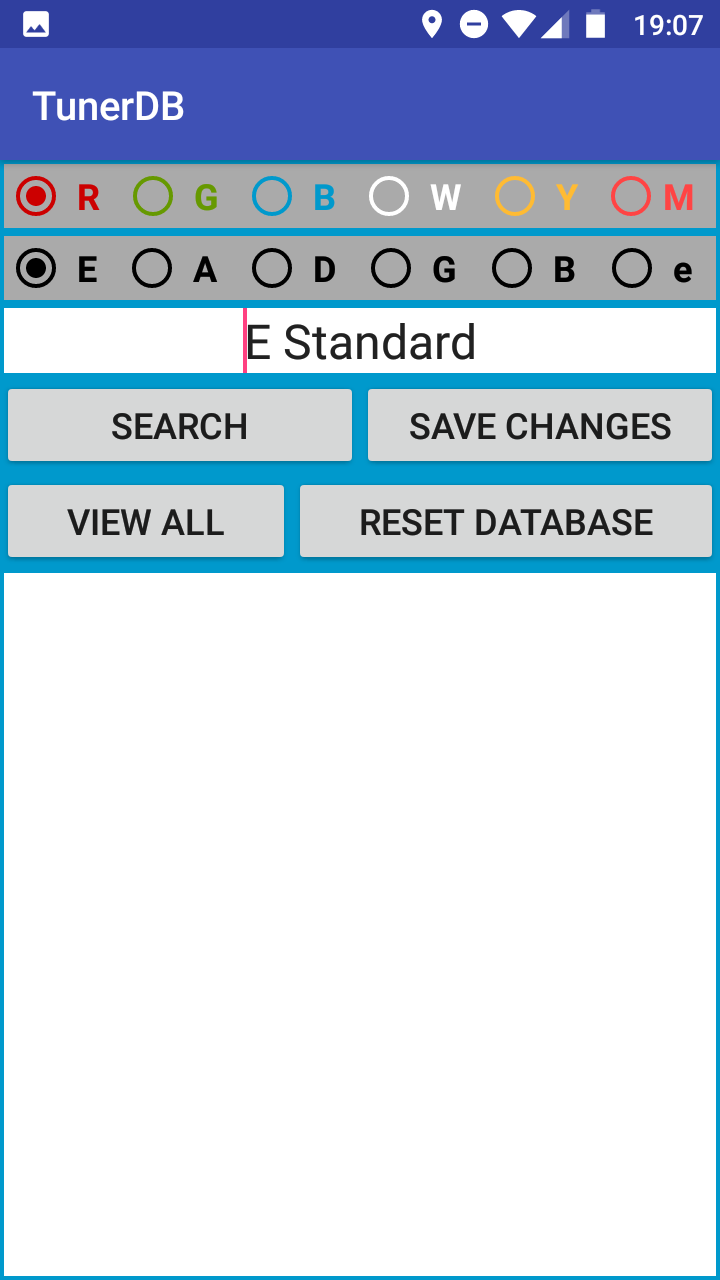 19:07
TunerDB
R G B W Y M
E A D G B e
E Standard
SEARCH SAVE CHANGES
VIEW ALL RESET DATABASE